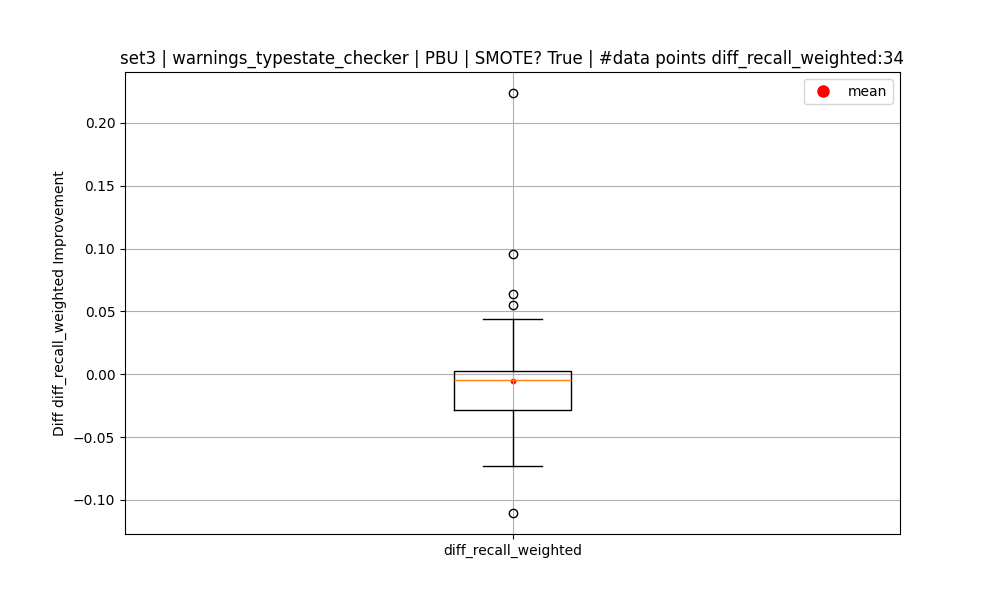 set3 | warnings_typestate_checker | PBU | SMOTE? True | #data points diff_recall_weighted:34
mean
0.20
0.15
0.10
0.05
0.00
−0.05
−0.10
Diff diff_recall_weighted Improvement
diff_recall_weighted